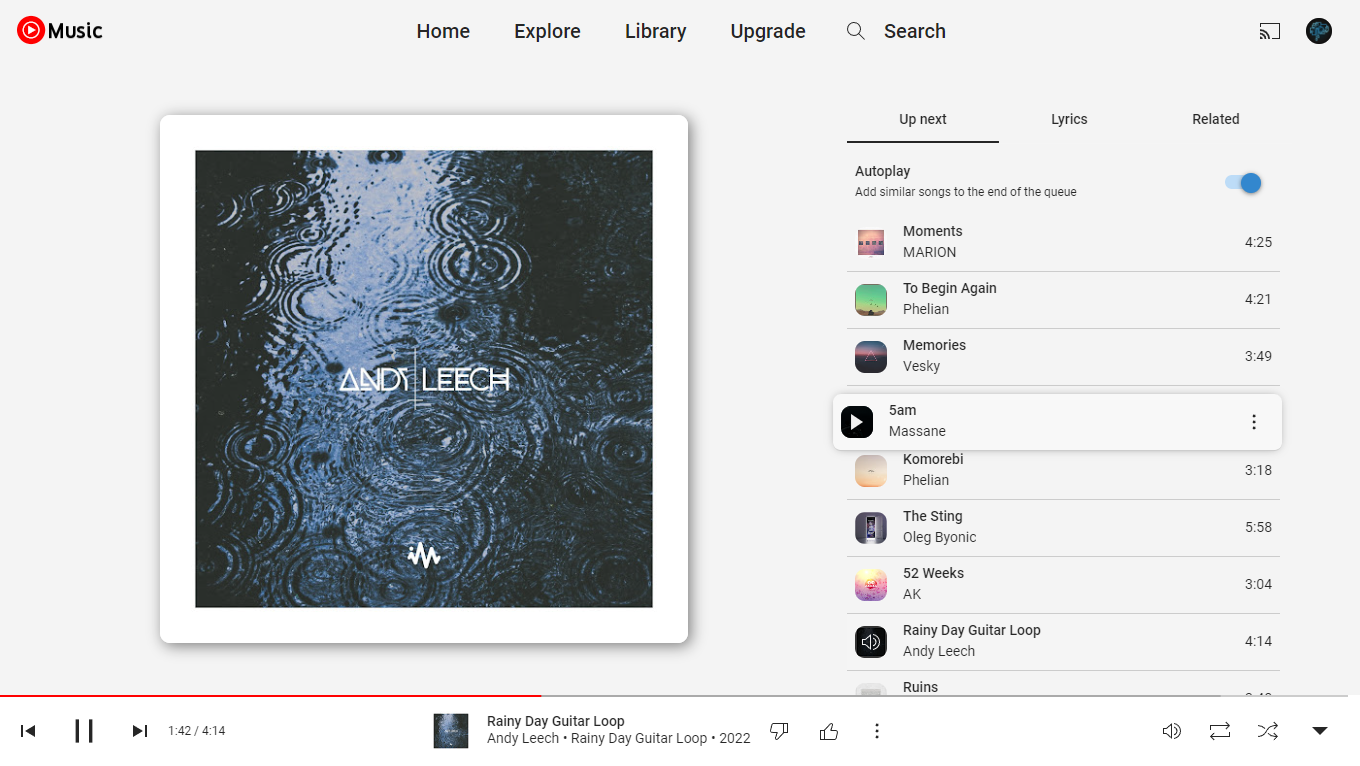 Music
Home
Explore
Library
Upgrade
Search
ANDY LEECH
Up next
Lyrics
Related
Autoplay
Add similar songs to the end of the queue
Moments
MARION
4:25
To Begin Again
Phelian
4:21
Memories
Vesky
3:49
5am
Massane
Komorebi
Phelian
3:18
The Sting
Oleg Byonic
5:58
52 Weeks
AK
3:04
Rainy Day Guitar Loop
Andy Leech
4:14
Ruins
1:42 / 4:14
Rainy Day Guitar Loop
Andy Leech • Rainy Day Guitar Loop • 2022